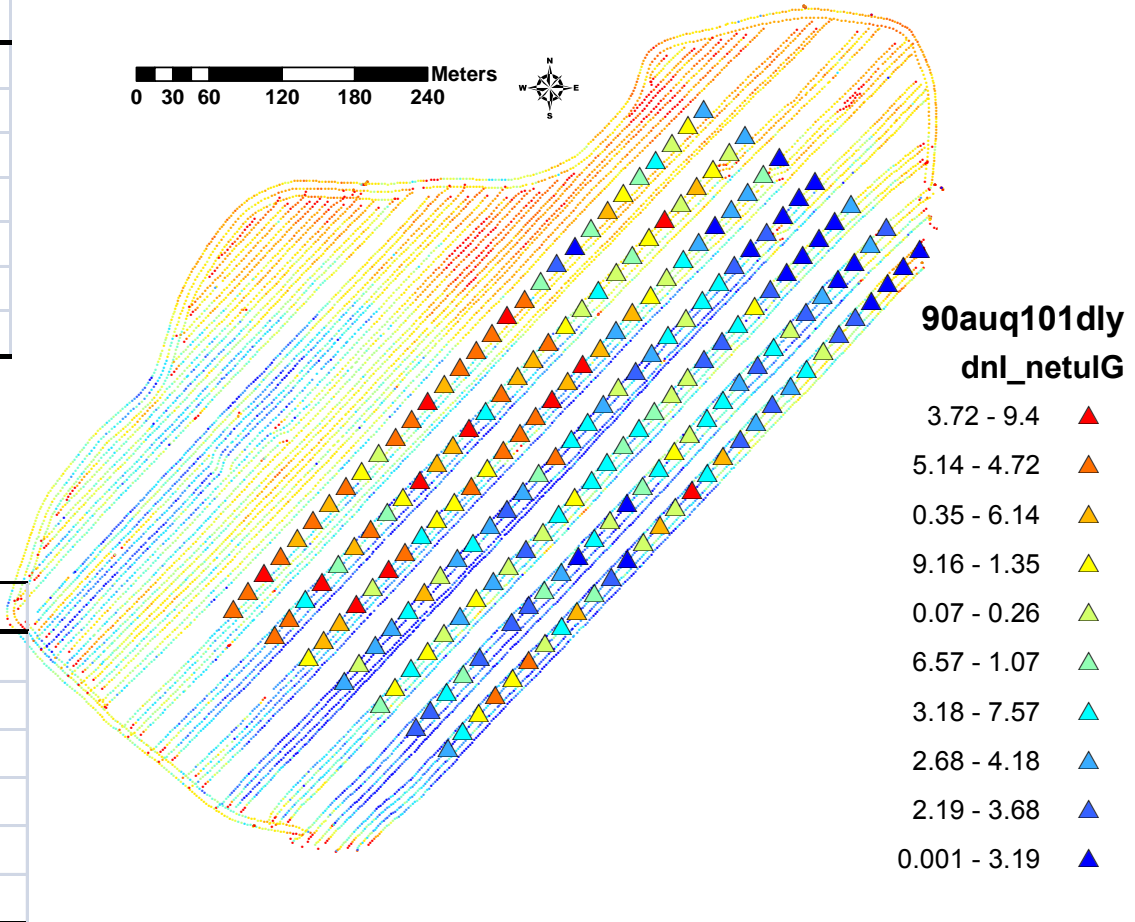 Meters
0 30 60 120 180 240
N
W E
S
90auq101dly
dnl_netuIG
3.72 - 9.4
5.14 - 4.72
0.35 - 6.14
9.16 - 1.35
0.07 - 0.26
6.57 - 1.07
3.18 - 7.57
2.68 - 4.18
2.19 - 3.68
0.001 - 3.19